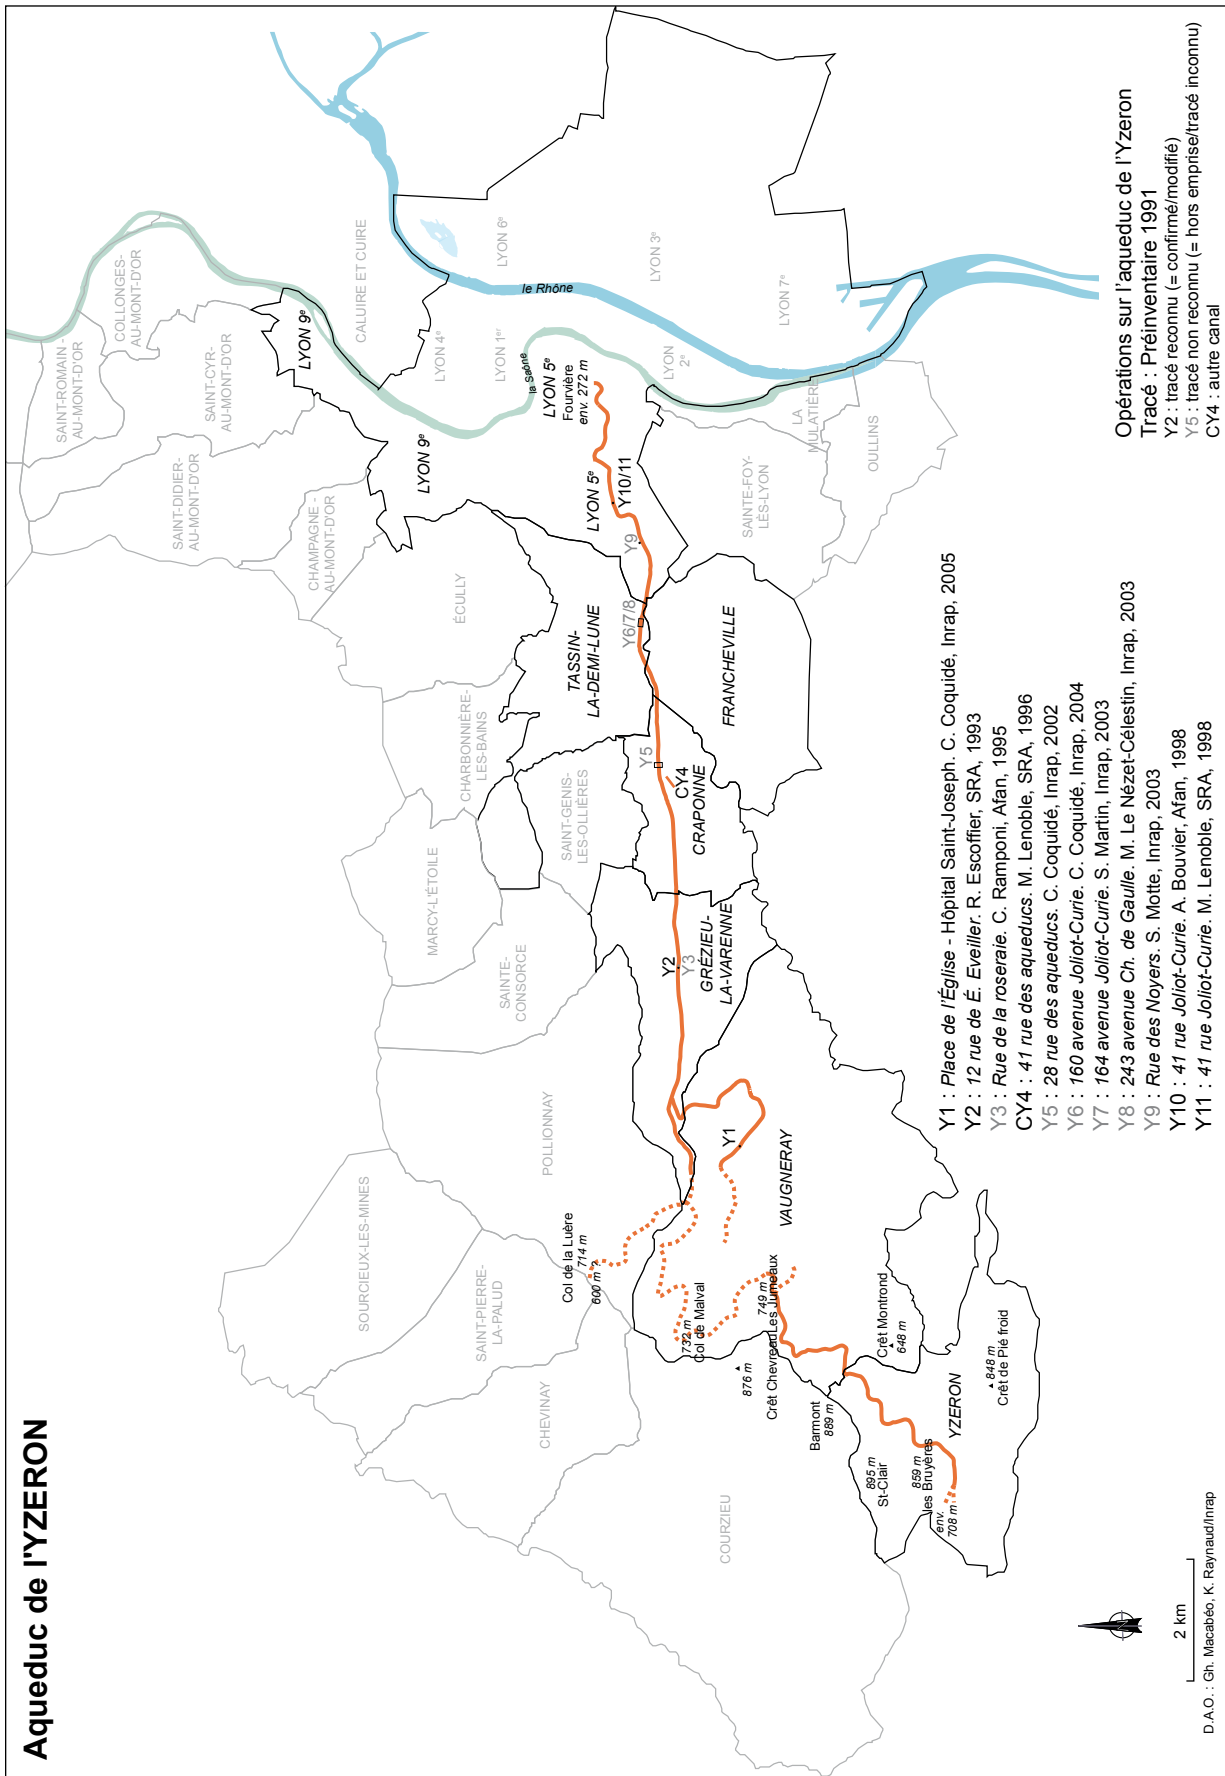 Aqueduc de l'YZERON
SAINT-ROMAIN -
AU-MONT-D'OR
COLLONGES-
AU-MONT-D'OR
SAINT-CYR-
AU-MONT-D'OR
SAINT-DIDIER-
AU-MONT-D'OR
CHAMPAGNE -
AU-MONT-D'OR
LYON 9e
CALUIRE ET CUIRE
LYON 9e
LYON 4e
LYON 6e
LYON 1er
la Saône
le Rhône
LYON 3e
LYON
2e
LYON 7e
LYON 5e
Fourvière
env. 272 m
LYON 5e
Y10/11
Y9
ÉCULLY
TASSIN-
LA-DEMI-LUNE
Y6/7/8
FRANCHEVILLE
SAINTE-FOY-
LÈS-LYON
LA
MULATIÈRE
OULLINS
CHARBONNIÈRE-
LES-BAINS
SAINT-GENIS-
LES-OLLIÈRES
MARCY-L'ÉTOILE
SAINTE-
CONSORCE
Y5
CY4
CRAPONNE
Y2
Y3
GRÉZIEU-
LA-VARENNE
POLLIONNAY
SOURCIEUX-LES-MINES
SAINT-PIERRE-
LA-PALUD
CHEVINAY
COURZIEU
Col de la Luère
714 m
600 m ?
Y1
VAUGNERAY
732 m
Col de Malval
749 m
Les Jumeaux
876 m
Crêt Chevreau
Barmont
889 m
Crêt Montrond
648 m
895 m
St-Clair
859 m
les Bruyères
env.
708 m
YZERON
848 m
Crêt de Pié froid
Y1 : Place de l'Église - Hôpital Saint-Joseph. C. Coquidé, Inrap, 2005
Y2 : 12 rue de É. Eveiller. R. Escoffier, SRA, 1993
Y3 : Rue de la roseraie. C. Ramponi, Afan, 1995
CY4 : 41 rue des aqueducs. M. Lenoble, SRA, 1996
Y5 : 28 rue des aqueducs. C. Coquidé, Inrap, 2002
Y6 : 160 avenue Joliot-Curie. C. Coquidé, Inrap, 2004
Y7 : 164 avenue Joliot-Curie. S. Martin, Inrap, 2003
Y8 : 243 avenue Ch. de Gaulle. M. Le Nézet-Célestin, Inrap, 2003
Y9 : Rue des Noyers. S. Motte, Inrap, 2003
Y10 : 41 rue Joliot-Curie. A. Bouvier, Afan, 1998
Y11 : 41 rue Joliot-Curie. M. Lenoble, SRA, 1998
Opérations sur l'aqueduc de l'Yzeron
Tracé : Préinventaire 1991
Y2 : tracé reconnu (= confirmé/modifié)
Y5 : tracé non reconnu (= hors emprise/tracé inconnu)
CY4 : autre canal
N
2 km
D.A.O. : Gh. Macabéo, K. Raynaud/Inrap